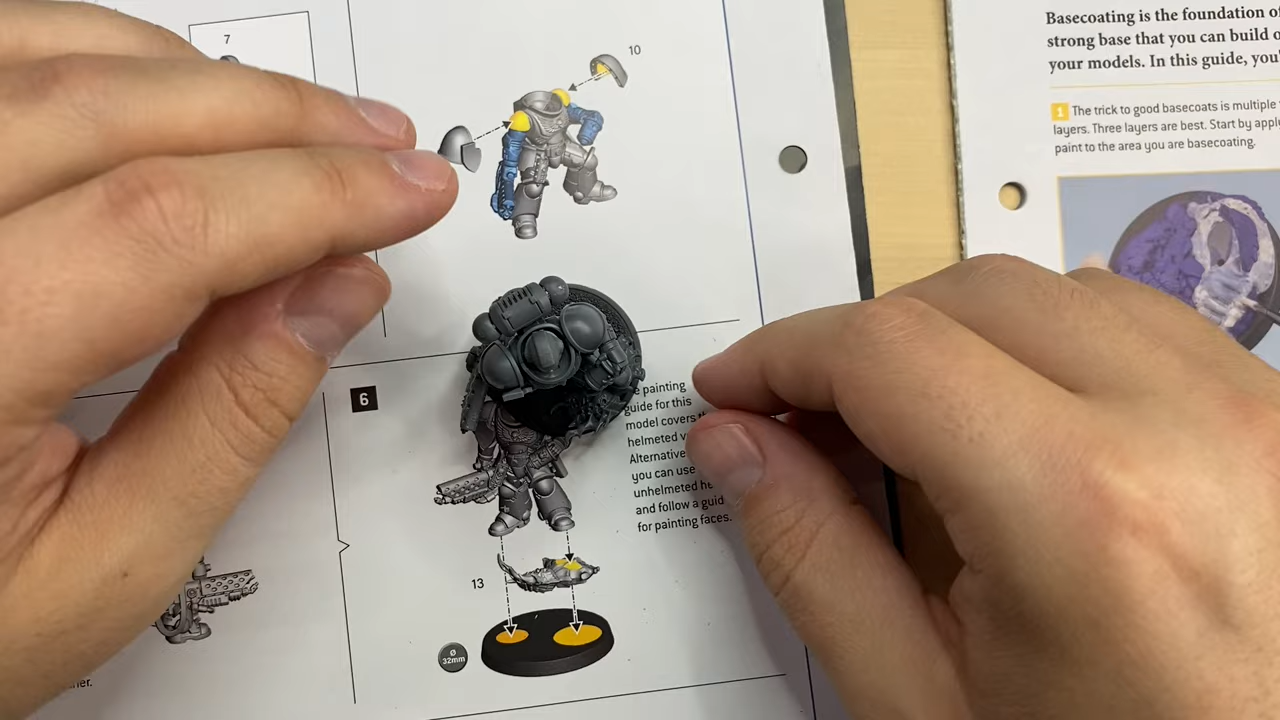 7
10
6
painting
guide for this
model covers
helmeted
Alternative
you can use
unhelmeted
and follow a
for painting faces.
13
Ø
32mm
Basecoating is the foundation
strong base that you can build
your models. In this guide,
1 The trick to good basecoats is multiple
layers. Three layers are best. Start by
paint to the area you are basecoating.